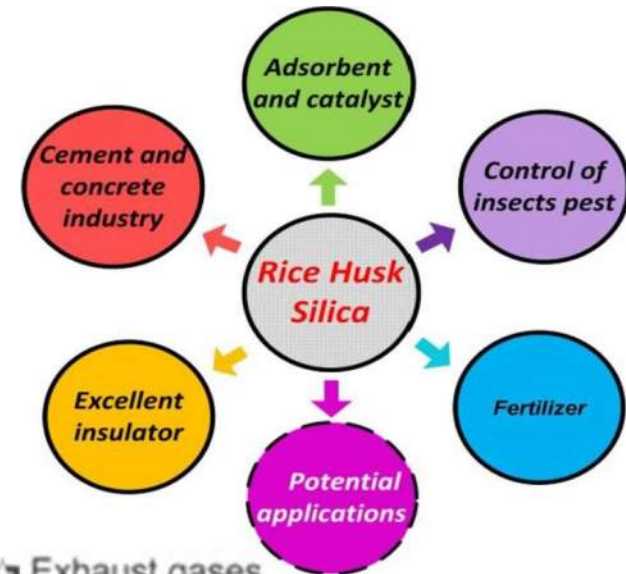 Adsorbent
and catalyst
Cement and
concrete
industry
Control of
insects pest
Rice Husk
Silica
Excellent
insulator
Fertilizer
Potential
applications
Exhaust gases